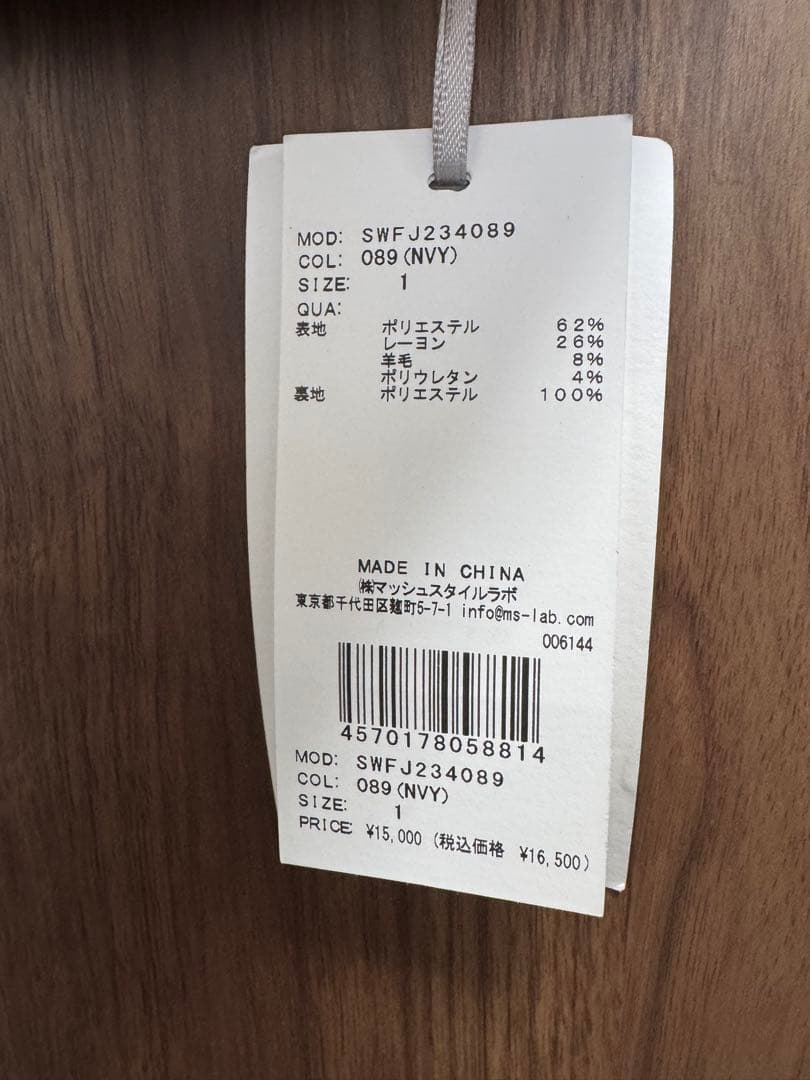 MOD: SWFJ234089
COL: 089(NVY)
SIZE: 1
QUA:
表地 ポリエステル 62%
レーヨン 26%
羊毛 8%
ポリウレタン 4%
裏地 ポリエステル 100%
MADE IN CHINA
㈱マッシュスタイルラボ
東京都千代田区麹町5-7-1 info@ms-lab.com
006144
4570178058814
MOD: SWFJ234089
COL: 089(NVY)
SIZE: 1
PRICE: ¥15,000 (税込価格 ¥16,500)